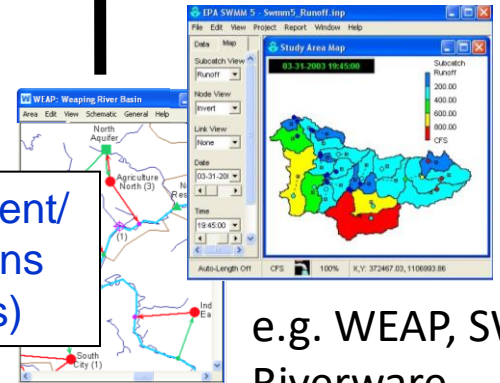 EPA SWMM 5 - Swmm5_Runoff.inp
File Edit View Project Report Window Help
Data Map
Subcatch View
Runoff
Node View
Invert
Link View
None
Date
03-31-20
Time
19:45:00
Study Area Map
03-31-2003 19:45:00
Subcatch
Runoff
200.00
400.00
600.00
800.00
CFS
Auto-Length Off CFS 100% X,Y: 372467.03, 1106993.86
WEAP: Weaping River Basin
Area Edit View Schematic General Help
North
Aquifer
Agriculture
North (3)
(1)
South
City (1)
Ind
Ea
ent/
ns
s)
e.g. WEAP, SW
Riverware